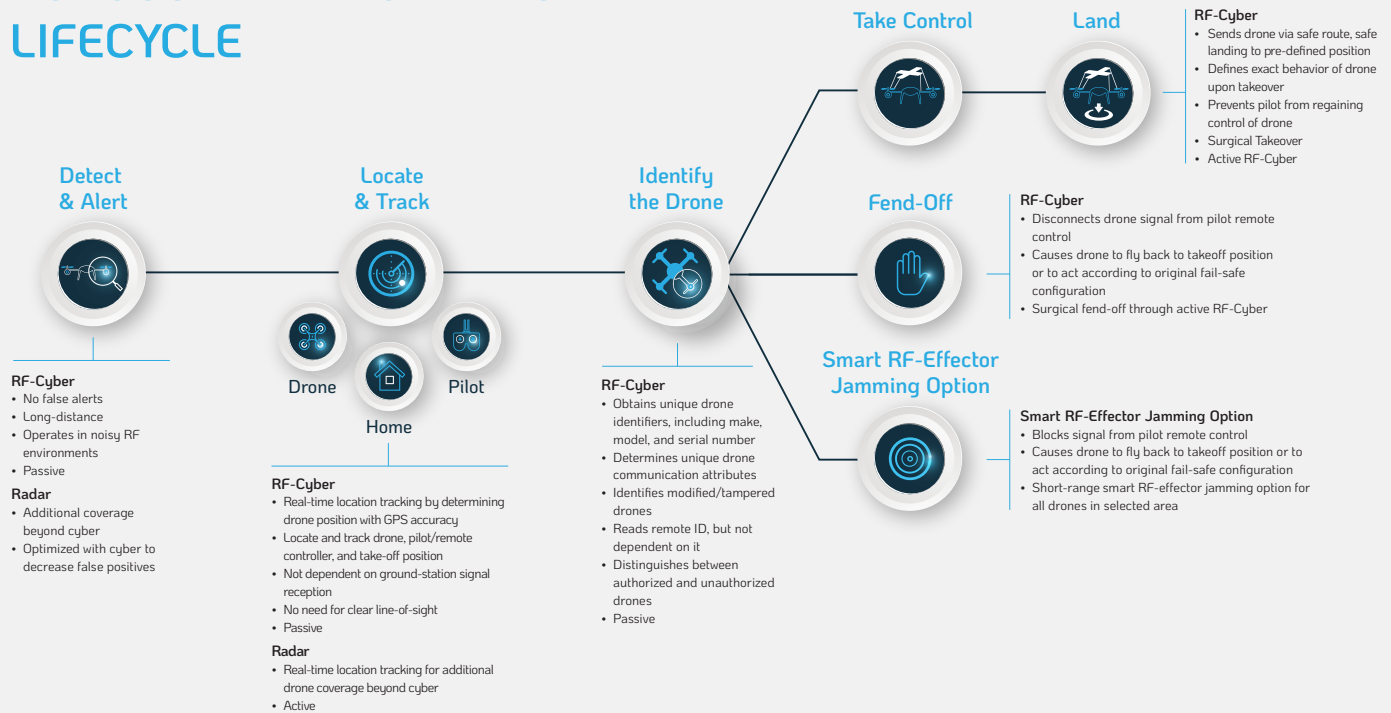 LIFECYCLE
Detect
& Alert
RF-Cyber
• No false alerts
• Long-distance
• Operates in noisy RF
environments
• Passive
Radar
• Additional coverage
beyond cyber
• Optimized with cyber to
decrease false positives
Locate
& Track
Drone
Pilot
Home
RF-Cyber
• Real-time location tracking by determining
drone position with GPS accuracy
• Locate and track drone, pilot/remote
controller, and take-off position
• Not dependent on ground-station signal
reception
• No need for clear line-of-sight
• Passive
Radar
• Real-time location tracking for additional
drone coverage beyond cyber
• Active
Identify
the Drone
RF-Cyber
• Obtains unique drone
identifiers, including make,
model, and serial number
• Determines unique drone
communication attributes
• Identifies modified/tampered
drones
• Reads remote ID, but not
dependent on it
• Distinguishes between
authorized and unauthorized
drones
• Passive
Take Control
Land
RF-Cyber
• Sends drone via safe route, safe
landing to pre-defined position
• Defines exact behavior of drone
upon takeover
• Prevents pilot from regaining
control of drone
• Surgical Takeover
• Active RF-Cyber
Fend-Off
RF-Cyber
• Disconnects drone signal from pilot remote
control
• Causes drone to fly back to takeoff position
or to act according to original fail-safe
configuration
• Surgical fend-off through active RF-Cyber
Smart RF-Effector
Jamming Option
Smart RF-Effector Jamming Option
• Blocks signal from pilot remote control
• Causes drone to fly back to takeoff position or to
act according to original fail-safe configuration
• Short-range smart RF-effector jamming option for
all drones in selected area